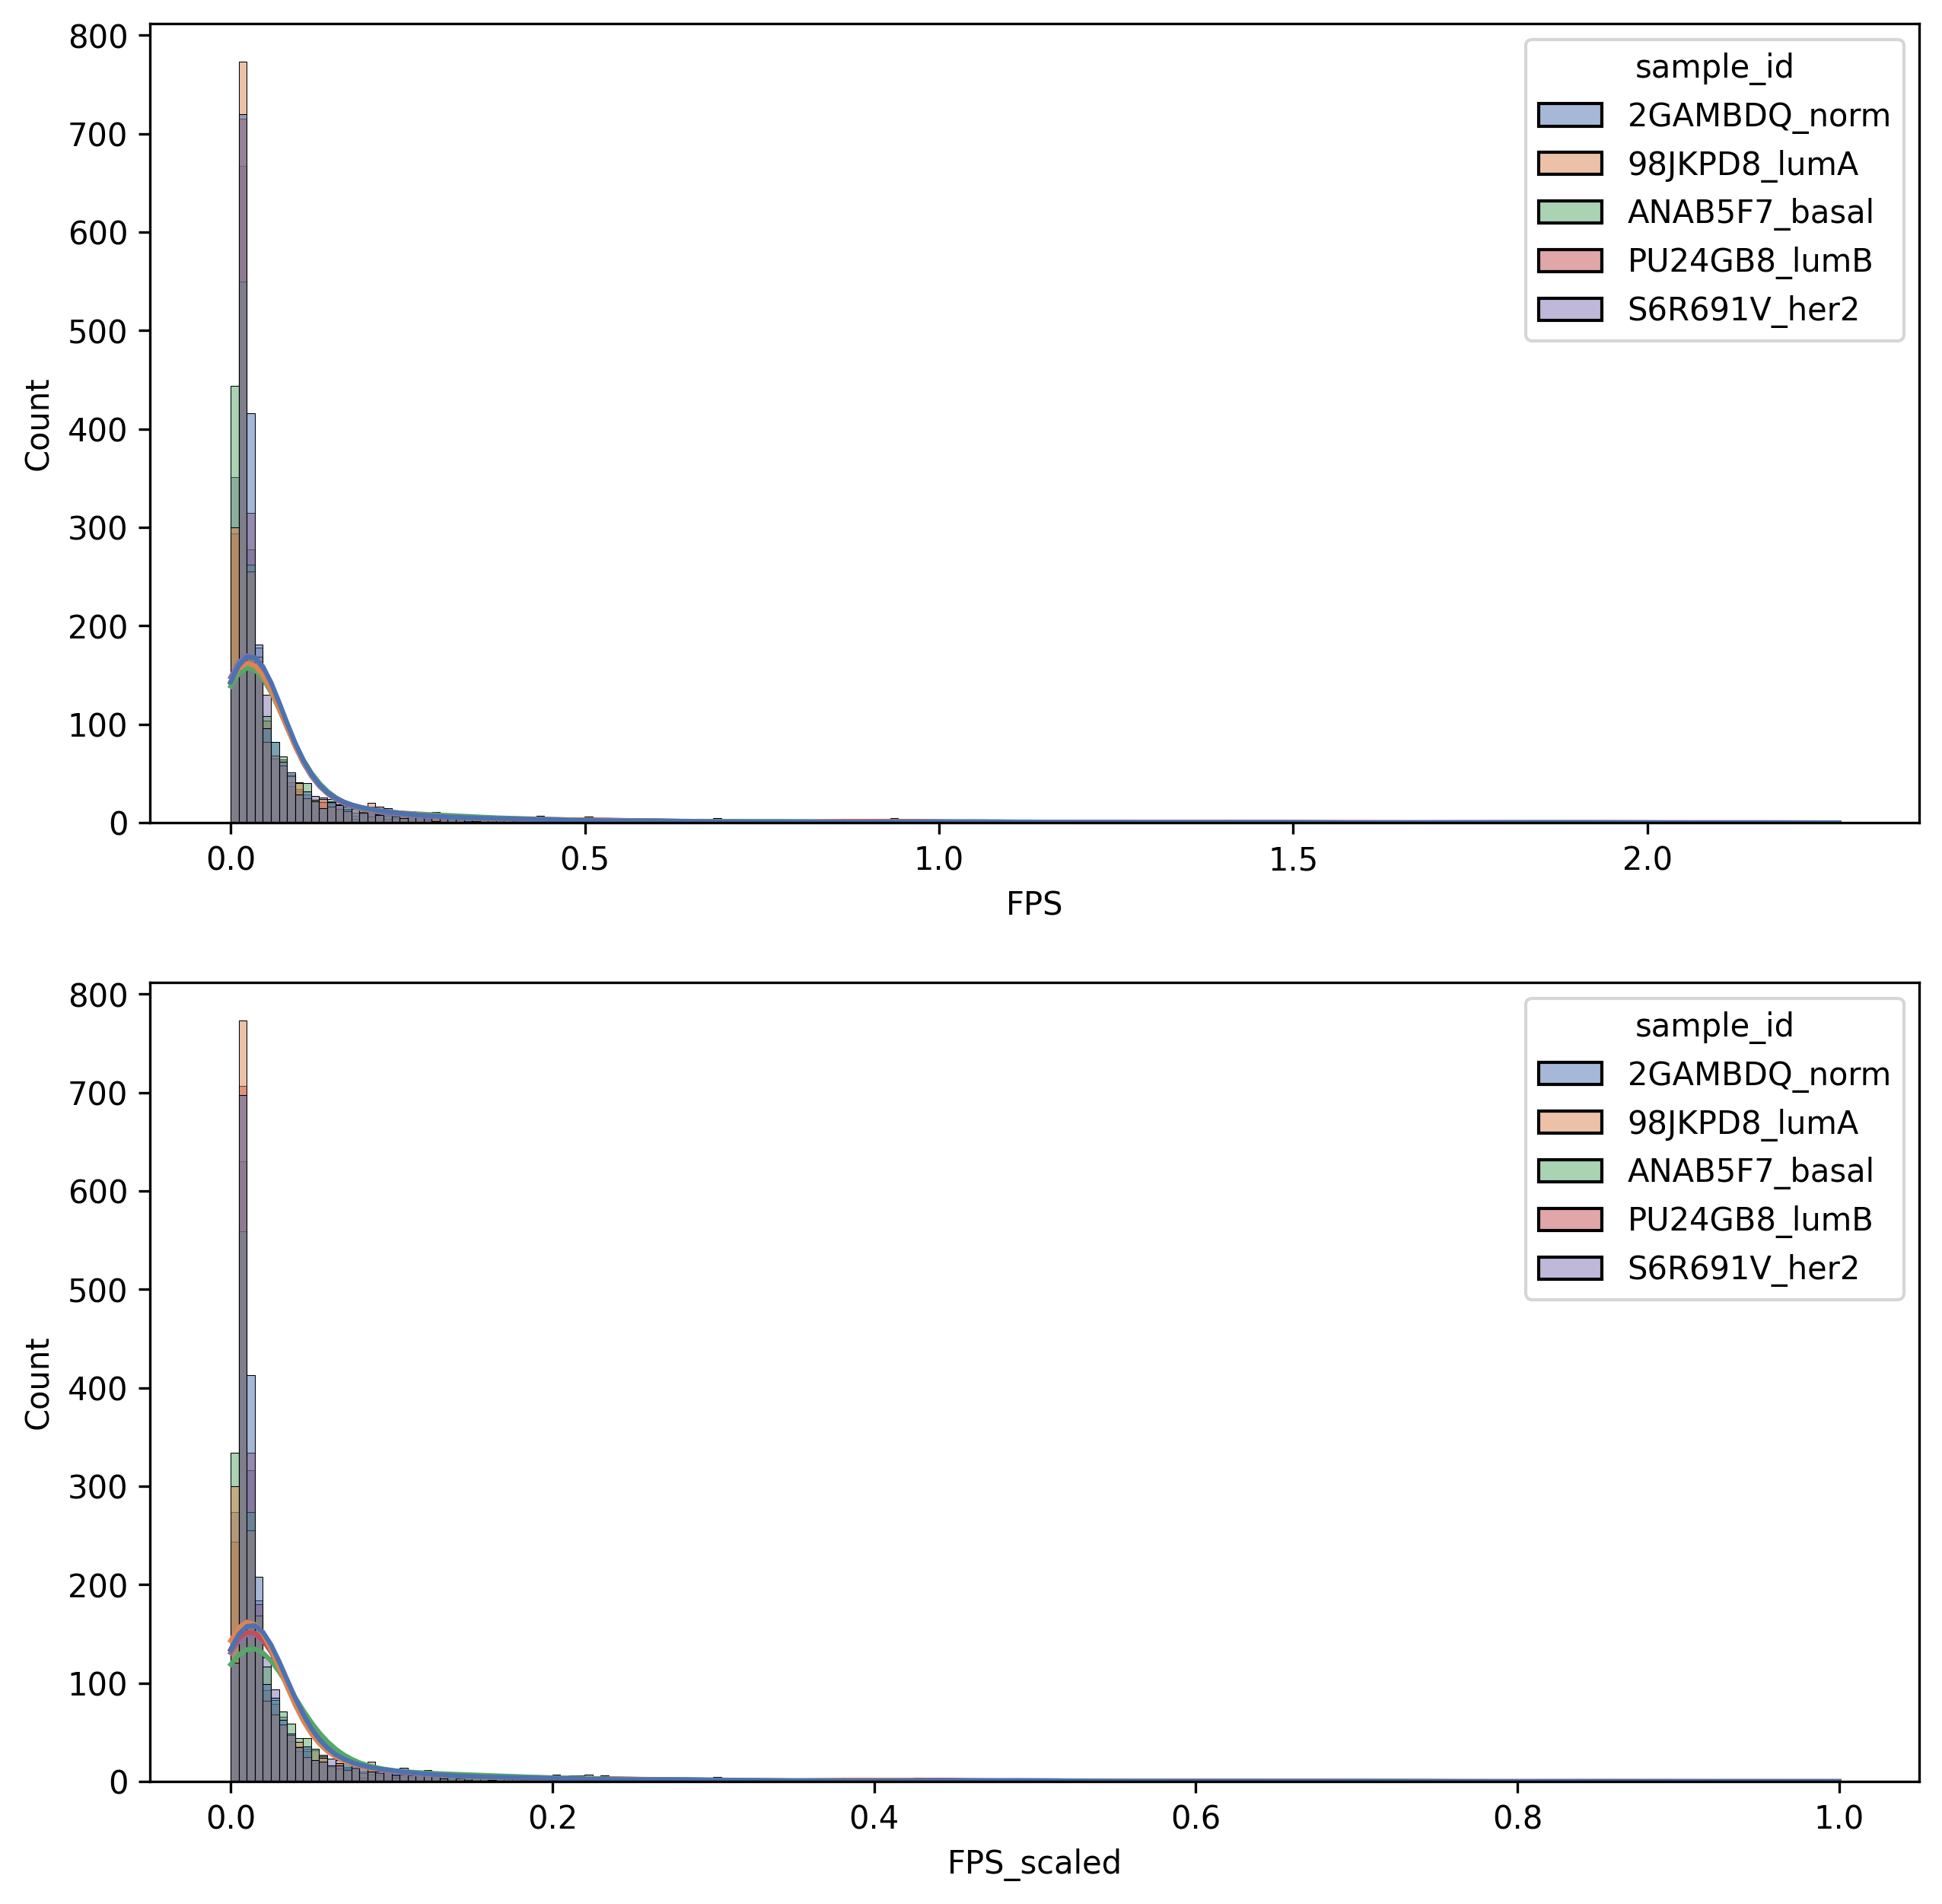 800
700
600
500
400
300
200
100
0
Count
0.0 0.5 1.0 1.5 2.0
FPS
sample_id
2GAMBDQ_norm
98JKPD8_lumA
ANAB5F7_basal
PU24GB8_lumB
S6R691V_her2
800
700
600
500
400
300
200
100
0
Count
0.0 0.2 0.4 0.6 0.8 1.0
FPS_scaled
sample_id
2GAMBDQ_norm
98JKPD8_lumA
ANAB5F7_basal
PU24GB8_lumB
S6R691V_her2